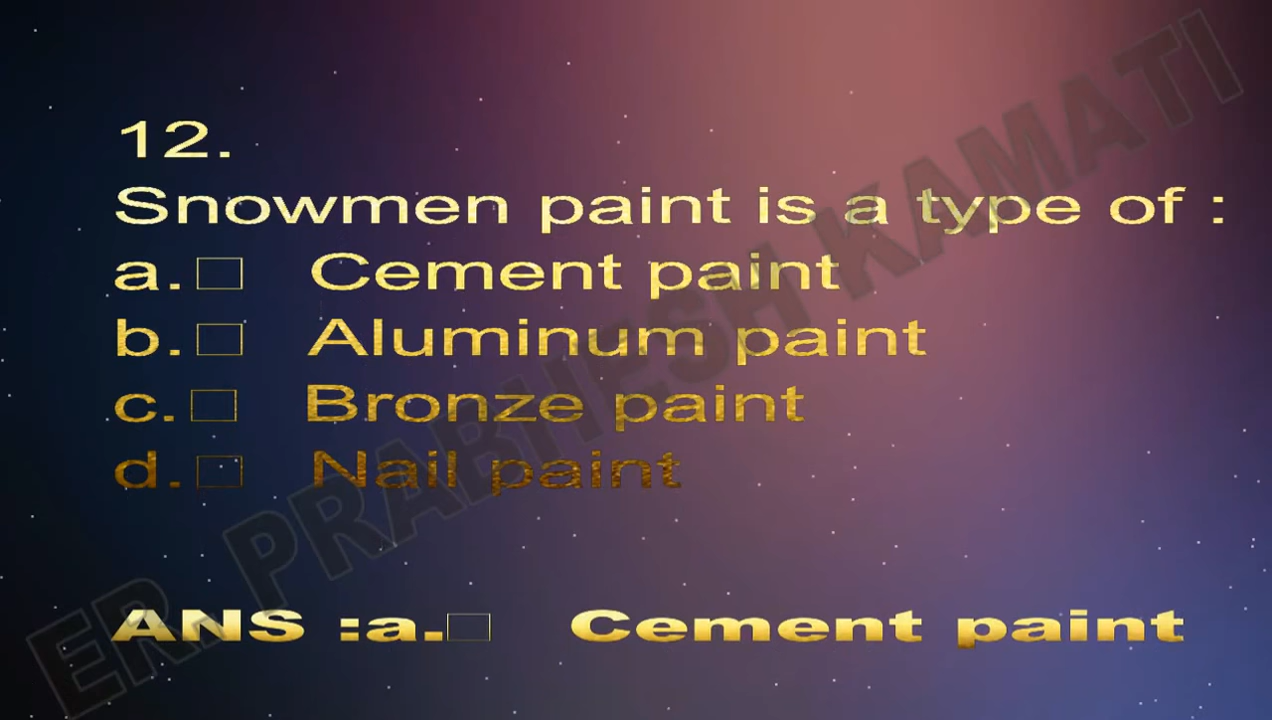 12.
Snowmen paint is a type of :
a.□ Cement paint
b.□ Aluminum paint
c.□ Bronze paint
d.□ Nail paint
ANS :a.□ Cement paint
ER. PRABHESH KAMATI